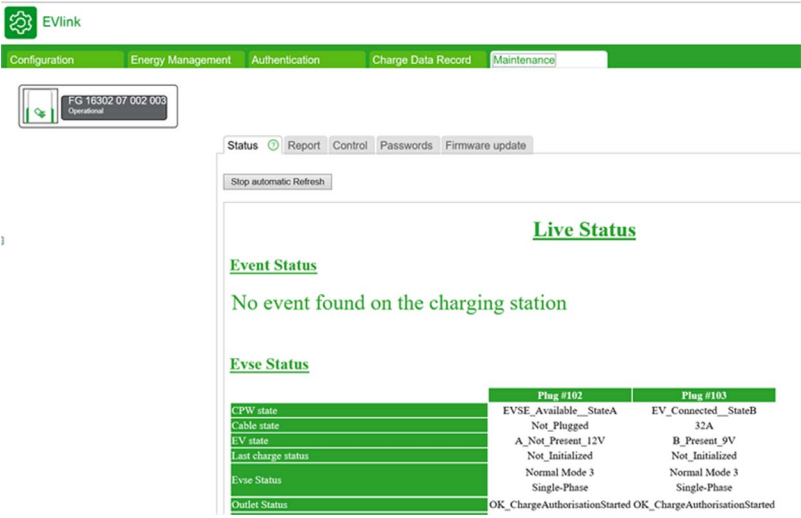 EVlink
Configuration Energy Management Authentication Charge Data Record Maintenance
FG 16302 07 002 003
Operational
Status ? Report Control Passwords Firmware update
Stop automatic Refresh
Live Status
Event Status
No event found on the charging station
Evse Status
Plug #102 Plug #103
CPW state EVSE_Available__StateA EV_Connected__StateB
Cable state Not_Plugged 32A
EV state A_Not_Present_12V B_Present_9V
Last charge status Not_Initialized Not_Initialized
Evse Status Normal Mode 3 Normal Mode 3
Single-Phase Single-Phase
Outlet Status OK_ChargeAuthorisationStarted OK_ChargeAuthorisationStarted